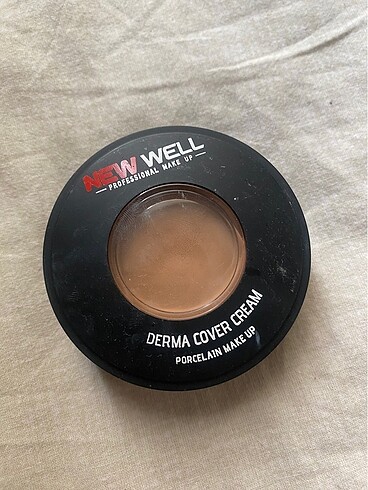 NEW WELL
PROFESSIONAL MAKE UP
DERMA COVER CREAM
PORCELAIN MAKE UP